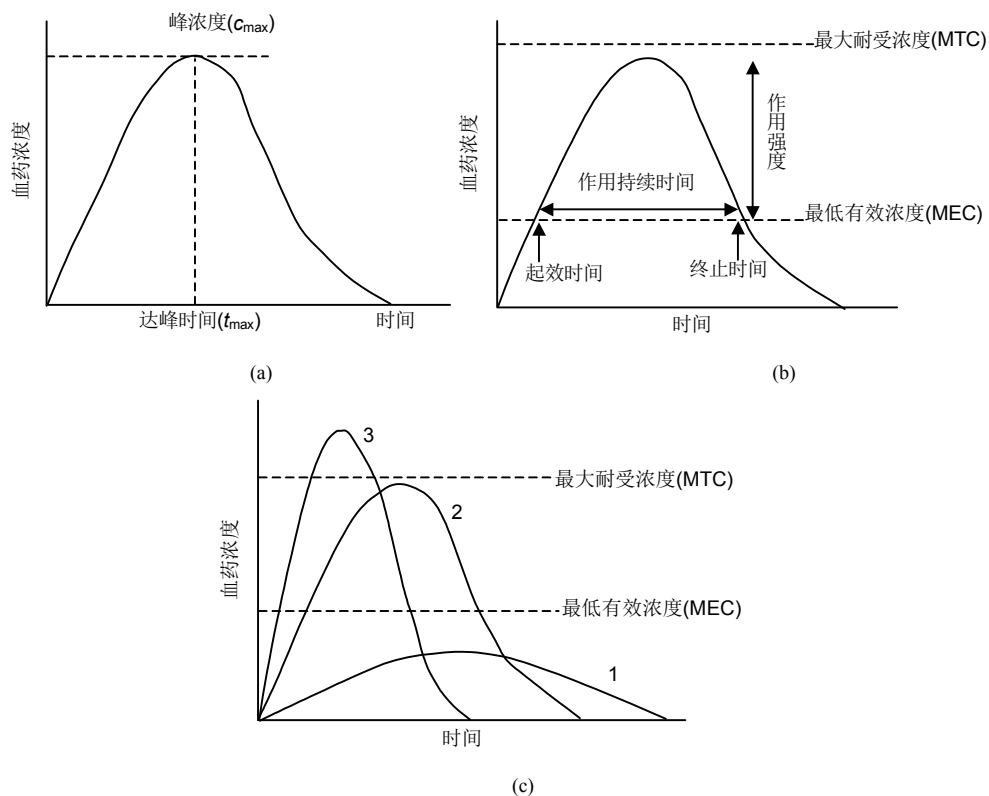 峰浓度(cmax)
血药浓度
达峰时间(tmax)
时间
(a)
最大耐受浓度(MTC)
血药浓度
作用强度
作用持续时间
最低有效浓度(MEC)
起效时间
终止时间
时间
(b)
3
最大耐受浓度(MTC)
2
血药浓度
最低有效浓度(MEC)
1
时间
(c)